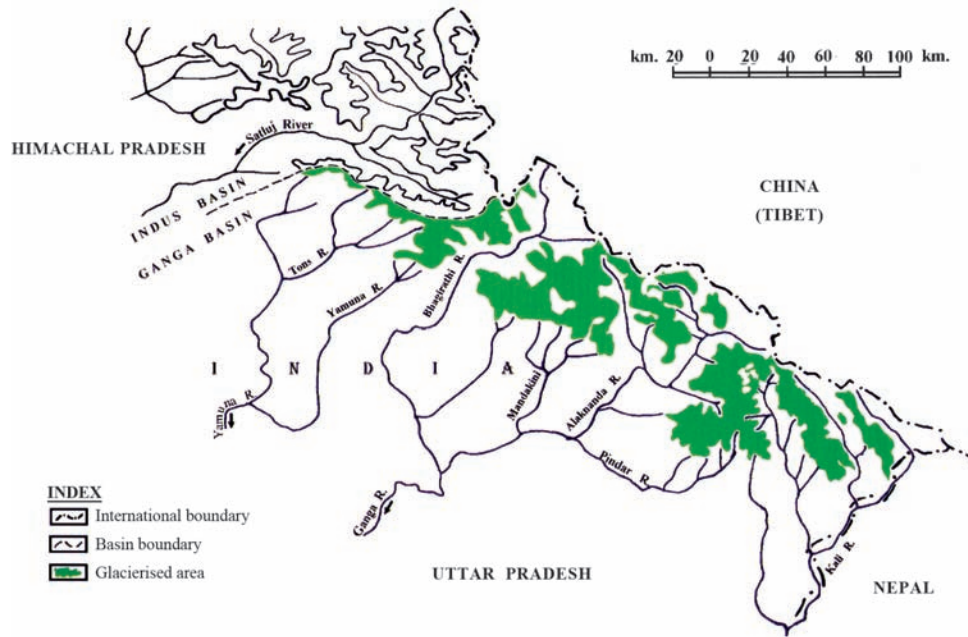 km. 20 0 20 40 60 80 100 km.
Satluj River
HIMACHAL PRADESH
INDUS BASIN
GANGA BASIN
CHINA
(TIBET)
Tons R.
Yamuna R.
Bhagirathi R.
I N D I A
Mandakini
Alaknanda R.
Yamuna R.
Pindar R.
Ganga R.
INDEX
International boundary
Basin boundary
Glacierised area
UTTAR PRADESH
Kali R.
NEPAL